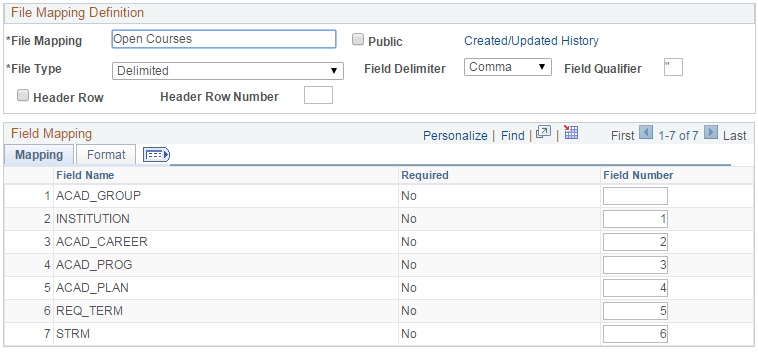 File Mapping Definition
*File Mapping Open Courses Public Created/Updated History
*File Type Delimited Field Delimiter Comma Field Qualifier "
Header Row Header Row Number
Field Mapping Personalize | Find | | First 1-7 of 7 Last
Mapping Format
Field Name Required Field Number
1 ACAD_GROUP No
2 INSTITUTION No 1
3 ACAD_CAREER No 2
4 ACAD_PROG No 3
5 ACAD_PLAN No 4
6 REQ_TERM No 5
7 STRM No 6